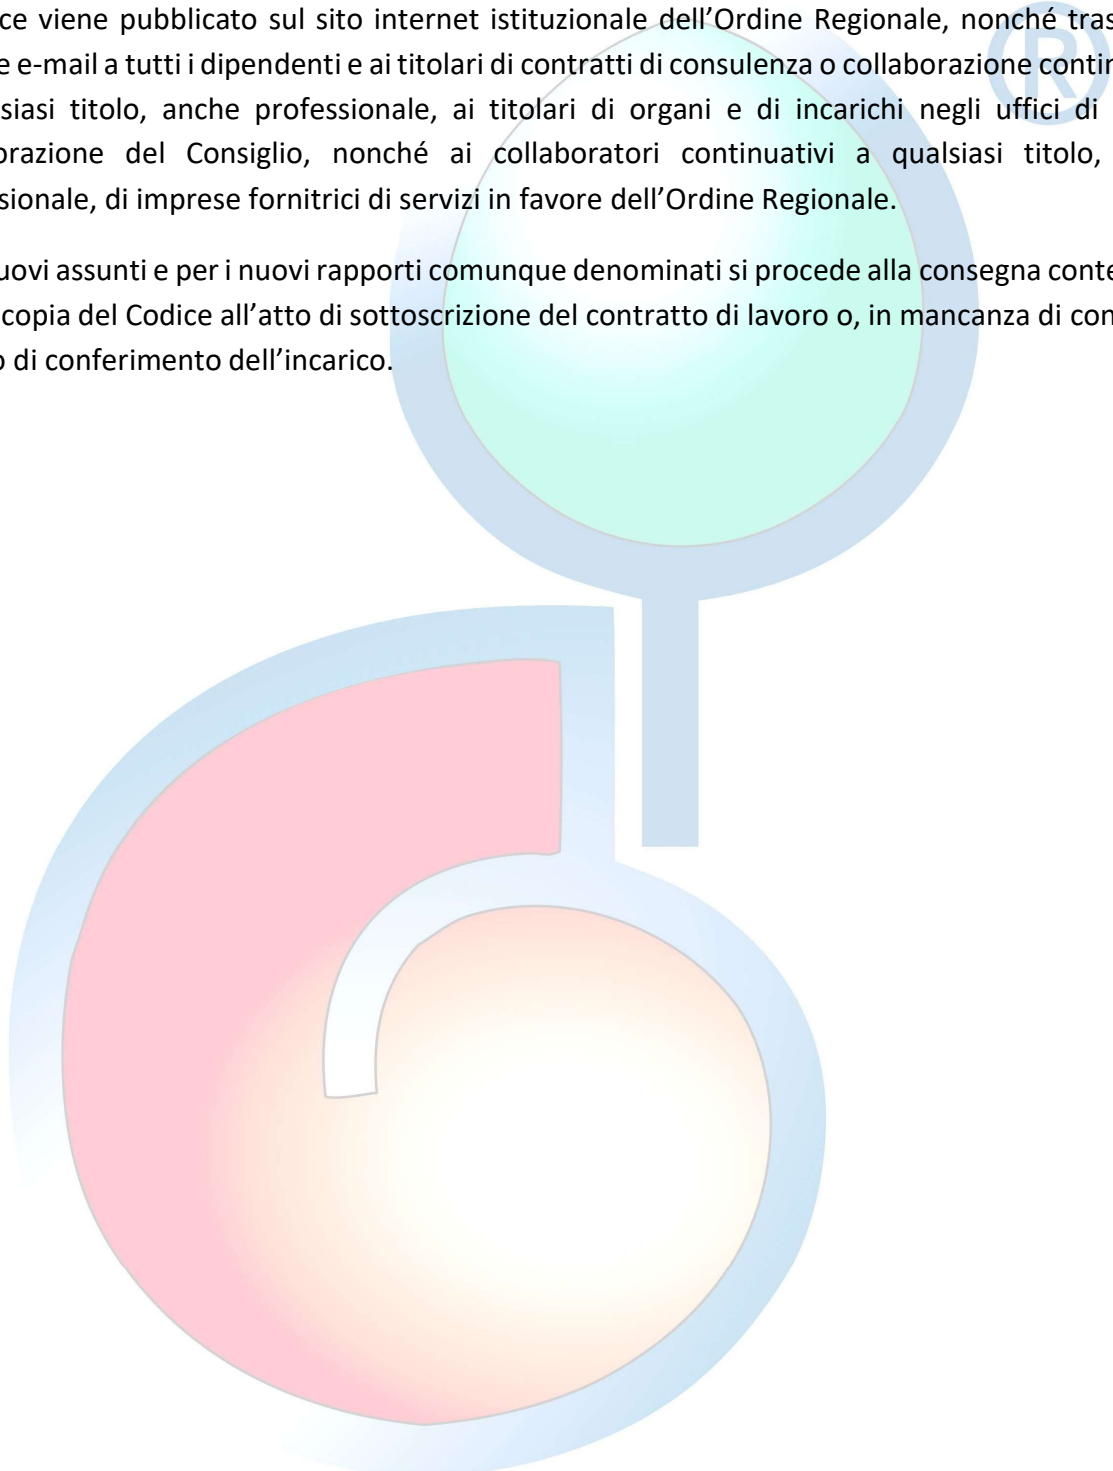 ce viene pubblicato sul sito internet istituzionale dell’Ordine Regionale, nonché tras
e e-mail a tutti i dipendenti e ai titolari di contratti di consulenza o collaborazione contin
siasi titolo, anche professionale, ai titolari di organi e di incarichi negli uffici di
orazione del Consiglio, nonché ai collaboratori continuativi a qualsiasi titolo,
sionale, di imprese fornitrici di servizi in favore dell’Ordine Regionale.
uovi assunti e per i nuovi rapporti comunque denominati si procede alla consegna conte
copia del Codice all’atto di sottoscrizione del contratto di lavoro o, in mancanza di con
o di conferimento dell’incarico.
®